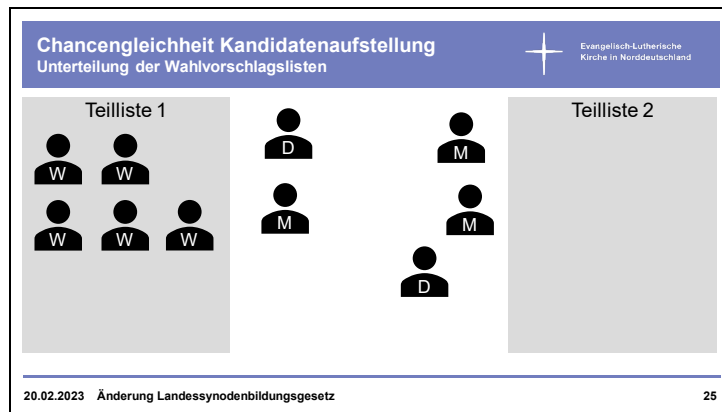 Chancengleichheit Kandidatenaufstellung
Unterteilung der Wahlvorschlagslisten
Evangelisch-Lutherische
Kirche in Norddeutschland
Teilliste 1
Teilliste 2
D
M
W W
M
M
W W W
D
20.02.2023 Änderung Landessynodenbildungsgesetz 25